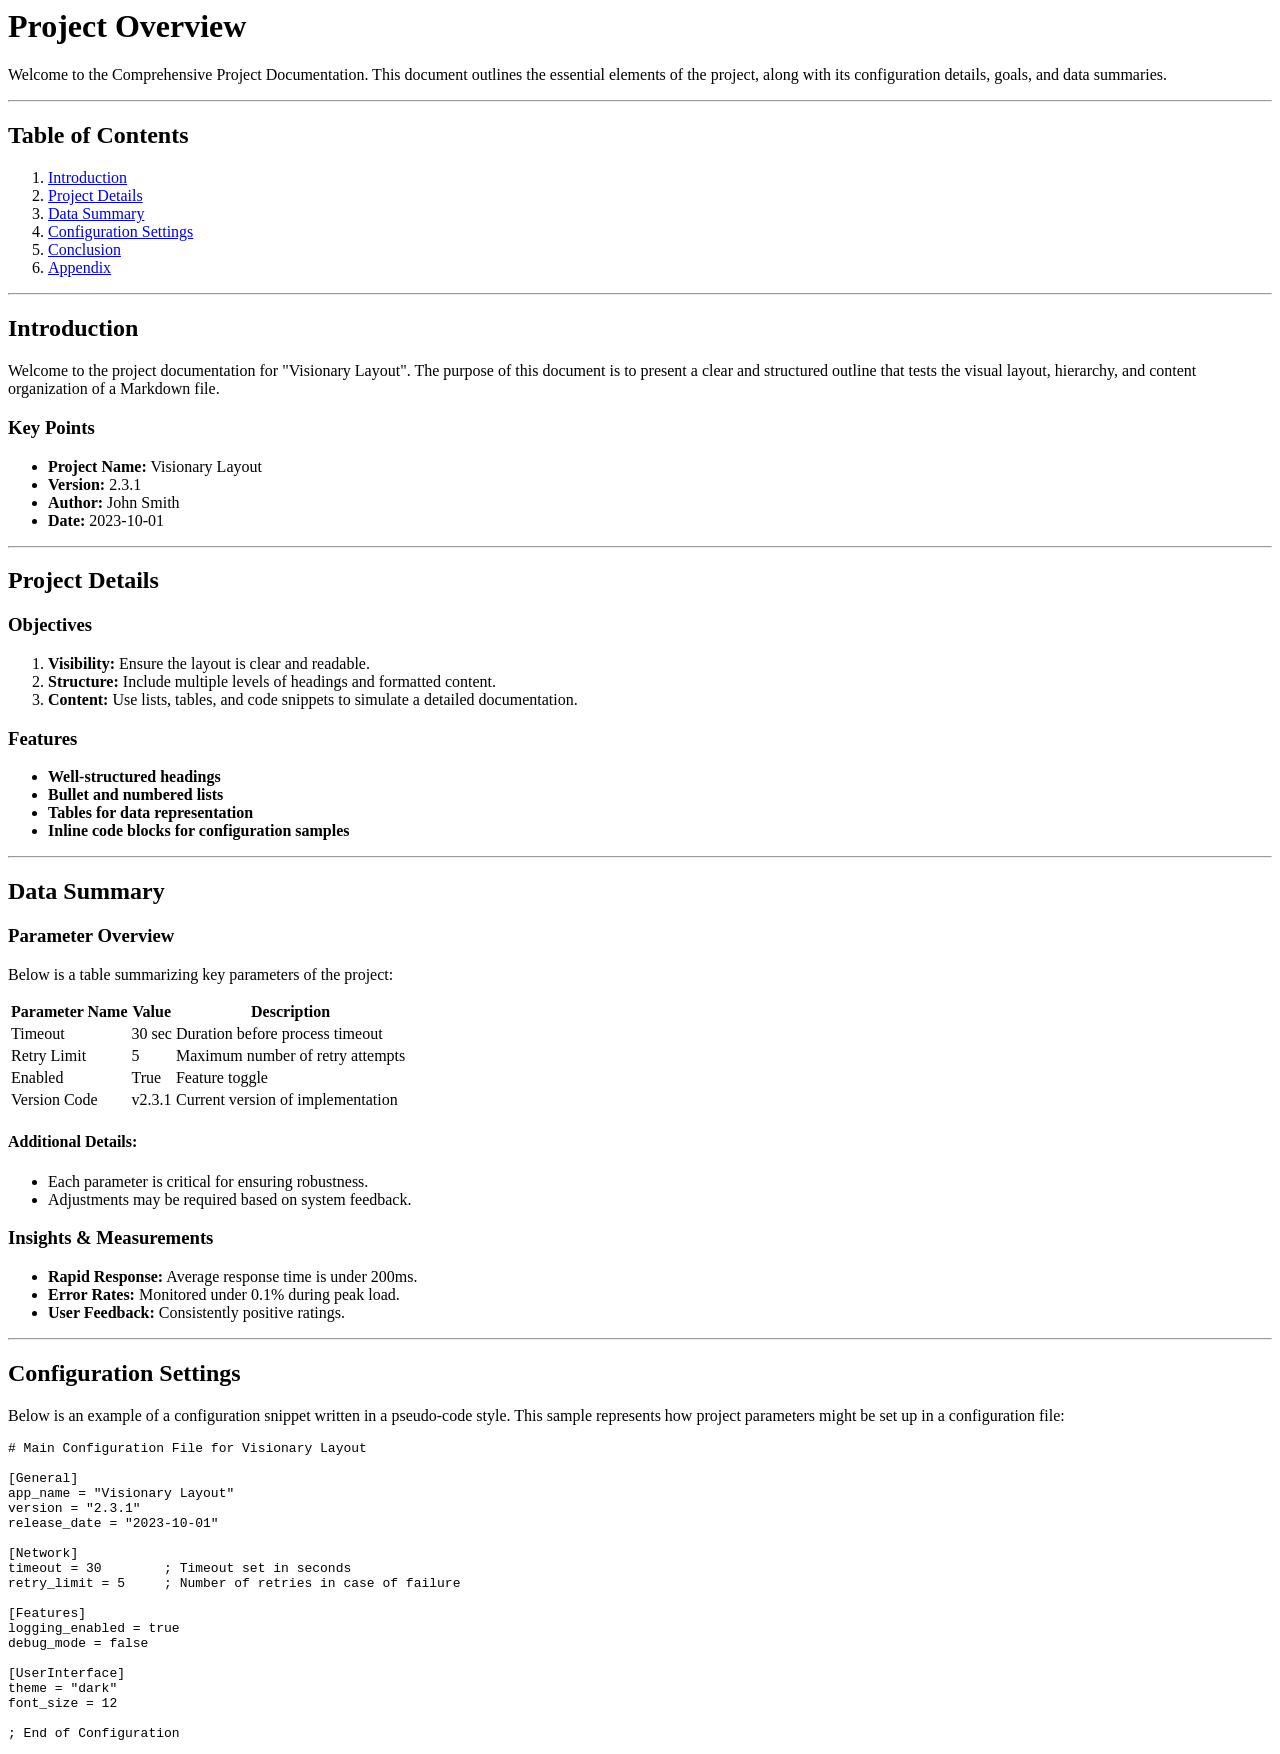 Project Overview
Welcome to the Comprehensive Project Documentation. This document outlines the essential elements of the project, along with its configuration details, goals, and data summaries.
Table of Contents
1. Introduction
2. Project Details
3. Data Summary
4. Configuration Settings
5. Conclusion
6. Appendix
Introduction
Welcome to the project documentation for "Visionary Layout". The purpose of this document is to present a clear and structured outline that tests the visual layout, hierarchy, and content
organization of a Markdown file.
Key Points
• Project Name: Visionary Layout
• Version: 2.3.1
• Author: John Smith
• Date: 2023-10-01
Project Details
Objectives
1. Visibility: Ensure the layout is clear and readable.
2. Structure: Include multiple levels of headings and formatted content.
3. Content: Use lists, tables, and code snippets to simulate a detailed documentation.
Features
• Well-structured headings
• Bullet and numbered lists
• Tables for data representation
• Inline code blocks for configuration samples
Data Summary
Parameter Overview
Below is a table summarizing key parameters of the project:
Parameter Name Value Description
Timeout 30 sec Duration before process timeout
Retry Limit 5 Maximum number of retry attempts
Enabled True Feature toggle
Version Code v2.3.1 Current version of implementation
Additional Details:
• Each parameter is critical for ensuring robustness.
• Adjustments may be required based on system feedback.
Insights & Measurements
• Rapid Response: Average response time is under 200ms.
• Error Rates: Monitored under 0.1% during peak load.
• User Feedback: Consistently positive ratings.
Configuration Settings
Below is an example of a configuration snippet written in a pseudo-code style. This sample represents how project parameters might be set up in a configuration file:
# Main Configuration File for Visionary Layout
[General]
app_name = "Visionary Layout"
version = "2.3.1"
release_date = "2023-10-01"
[Network]
timeout = 30        ; Timeout set in seconds
retry_limit = 5     ; Number of retries in case of failure
[Features]
logging_enabled = true
debug_mode = false
[UserInterface]
theme = "dark"
font_size = 12
; End of Configuration